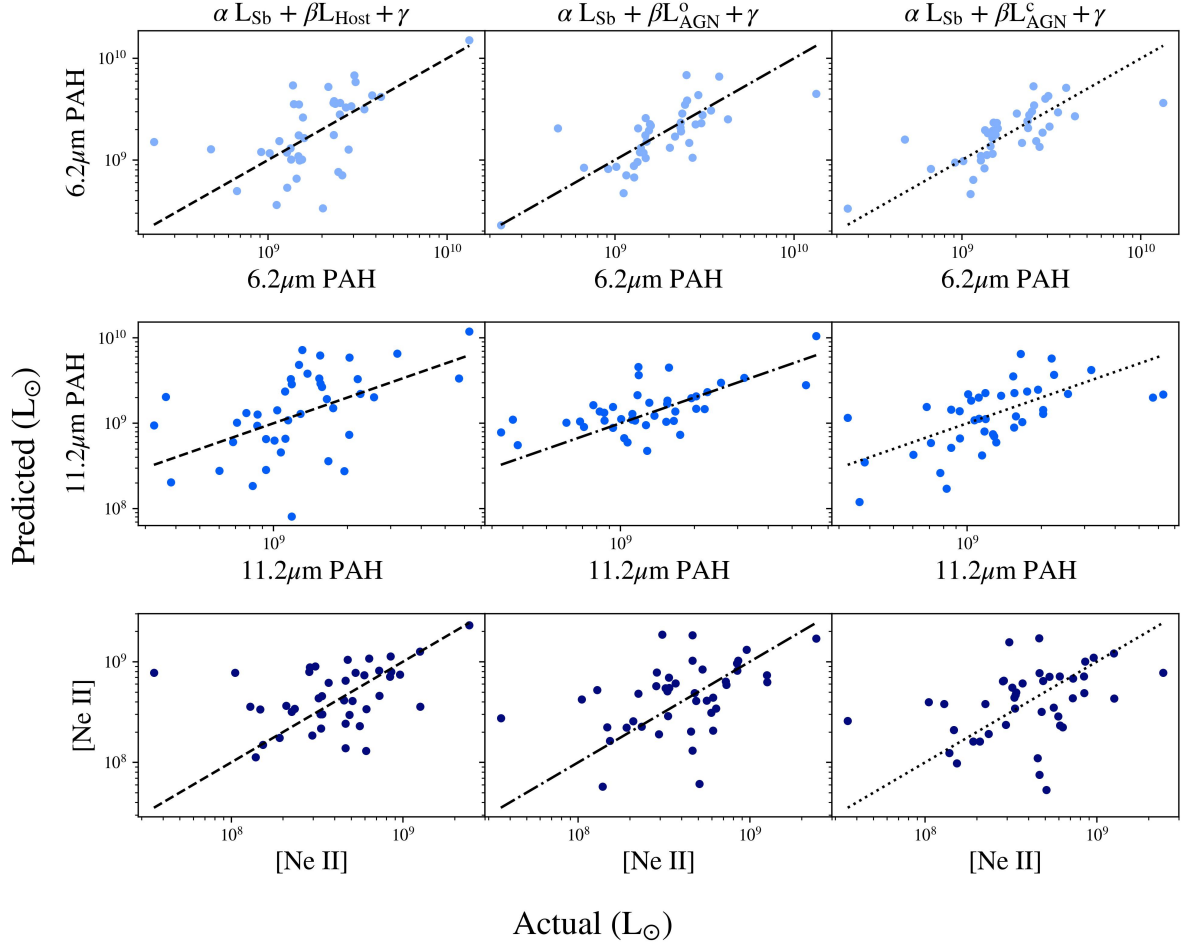 α L_Sb + βL_Host + γ
α L_Sb + βL^o_AGN + γ
α L_Sb + βL^c_AGN + γ
10^10
10^9
6.2μm PAH
10^9
10^10
10^9
10^10
10^9
10^10
6.2μm PAH
6.2μm PAH
6.2μm PAH
10^10
10^9
10^8
11.2μm PAH
10^9
10^9
10^9
11.2μm PAH
11.2μm PAH
11.2μm PAH
10^9
10^8
[Ne II]
10^8
10^9
10^8
10^9
10^8
10^9
[Ne II]
[Ne II]
[Ne II]
Predicted (L_⊙)
Actual (L_⊙)